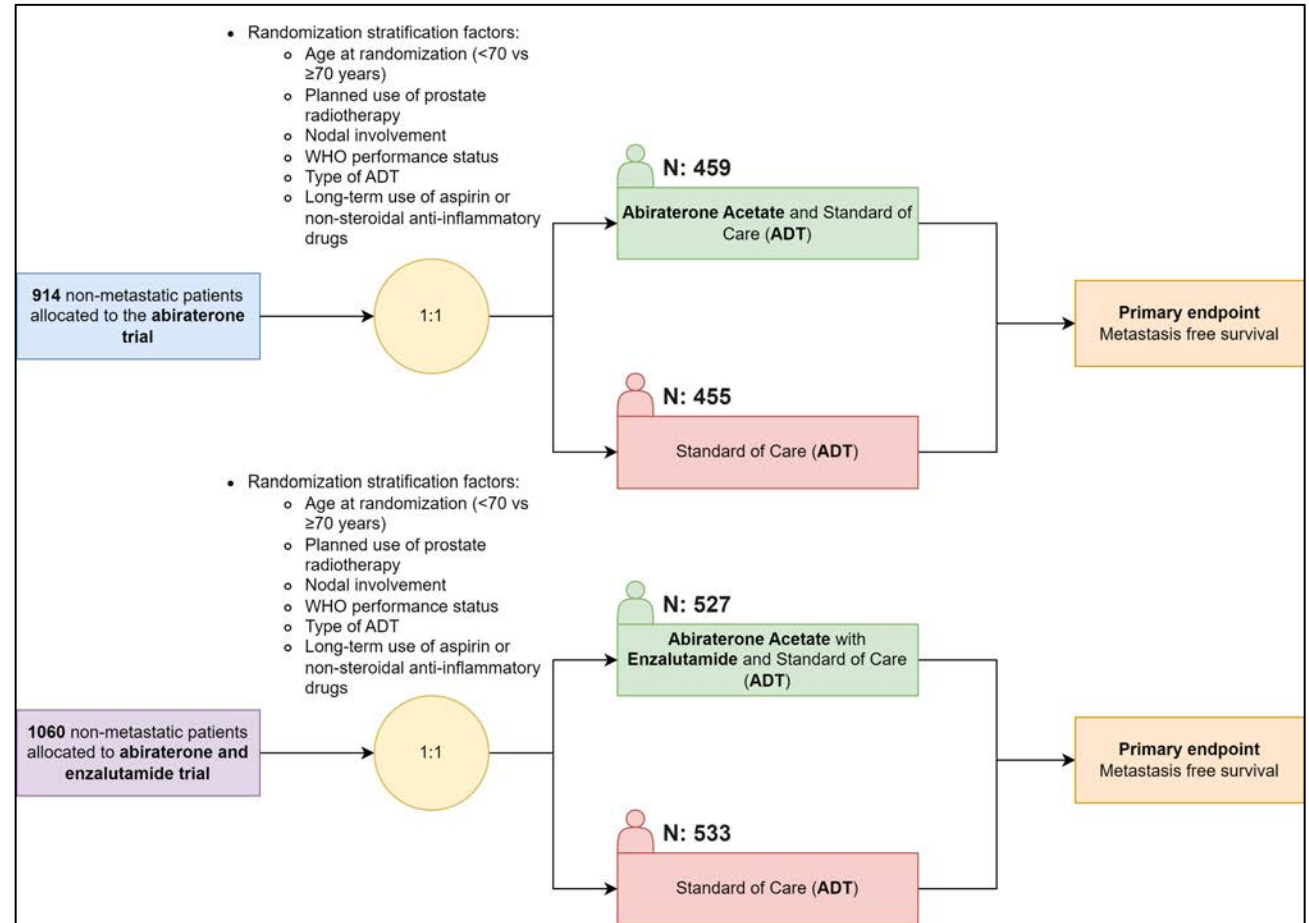 • Randomization stratification factors:
o Age at randomization (<70 vs
≥70 years)
o Planned use of prostate
radiotherapy
o Nodal involvement
o WHO performance status
o Type of ADT
o Long-term use of aspirin or
non-steroidal anti-inflammatory
drugs
914 non-metastatic patients
allocated to the abiraterone
trial
1:1
N: 459
Abiraterone Acetate and Standard of
Care (ADT)
N: 455
Standard of Care (ADT)
Primary endpoint
Metastasis free survival
• Randomization stratification factors:
o Age at randomization (<70 vs
≥70 years)
o Planned use of prostate
radiotherapy
o Nodal involvement
o WHO performance status
o Type of ADT
o Long-term use of aspirin or
non-steroidal anti-inflammatory
drugs
1060 non-metastatic patients
allocated to abiraterone and
enzalutamide trial
1:1
N: 527
Abiraterone Acetate with
Enzalutamide and Standard of Care
(ADT)
N: 533
Standard of Care (ADT)
Primary endpoint
Metastasis free survival